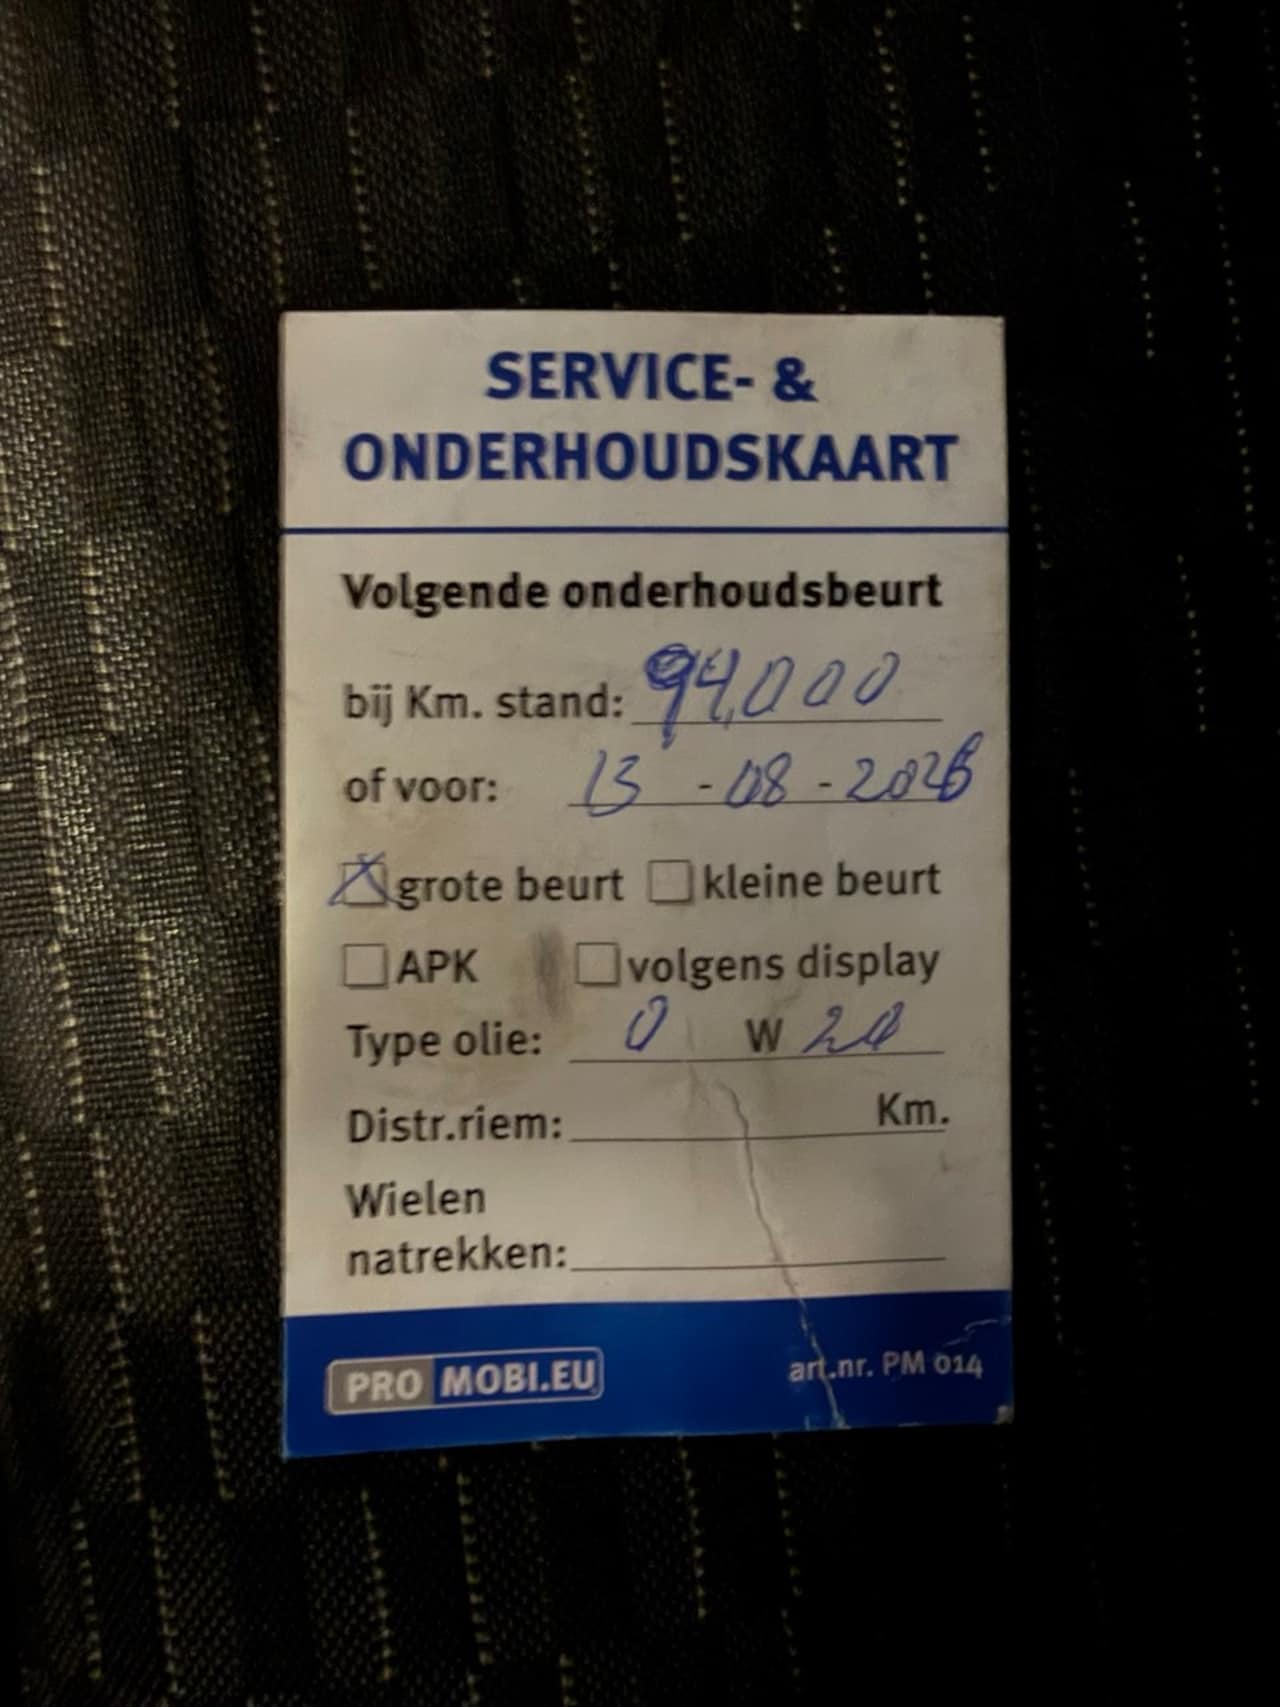 SERVICE- &
ONDERHOUDSKAART
Volgende onderhoudsbeurt
bij Km. stand: 94,000
of voor: 13 - 08 - 2026
grote beurt kleine beurt
APK volgens display
Type olie: 0 W 20
Distr.riem: Km.
Wielen
natrekken:
PRO MOBI.EU art.nr. PM 014